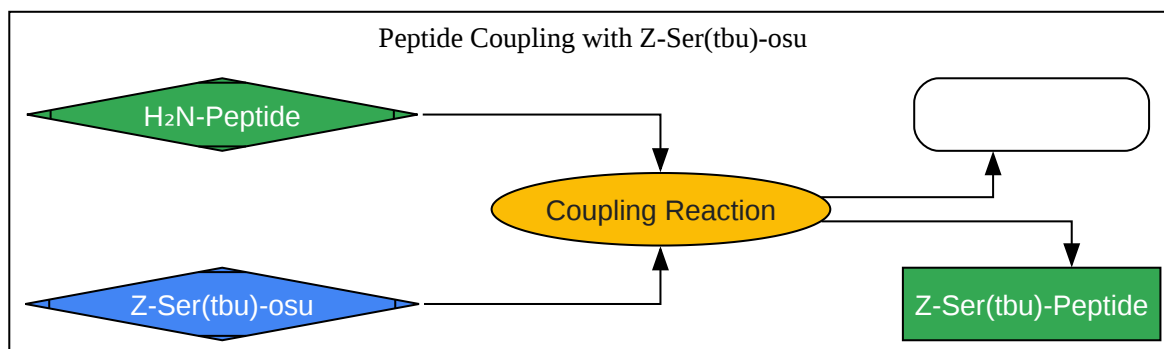 Peptide Coupling with Z-Ser(tbu)-osu
H₂N-Peptide
Coupling Reaction
Z-Ser(tbu)-osu
Z-Ser(tbu)-Peptide